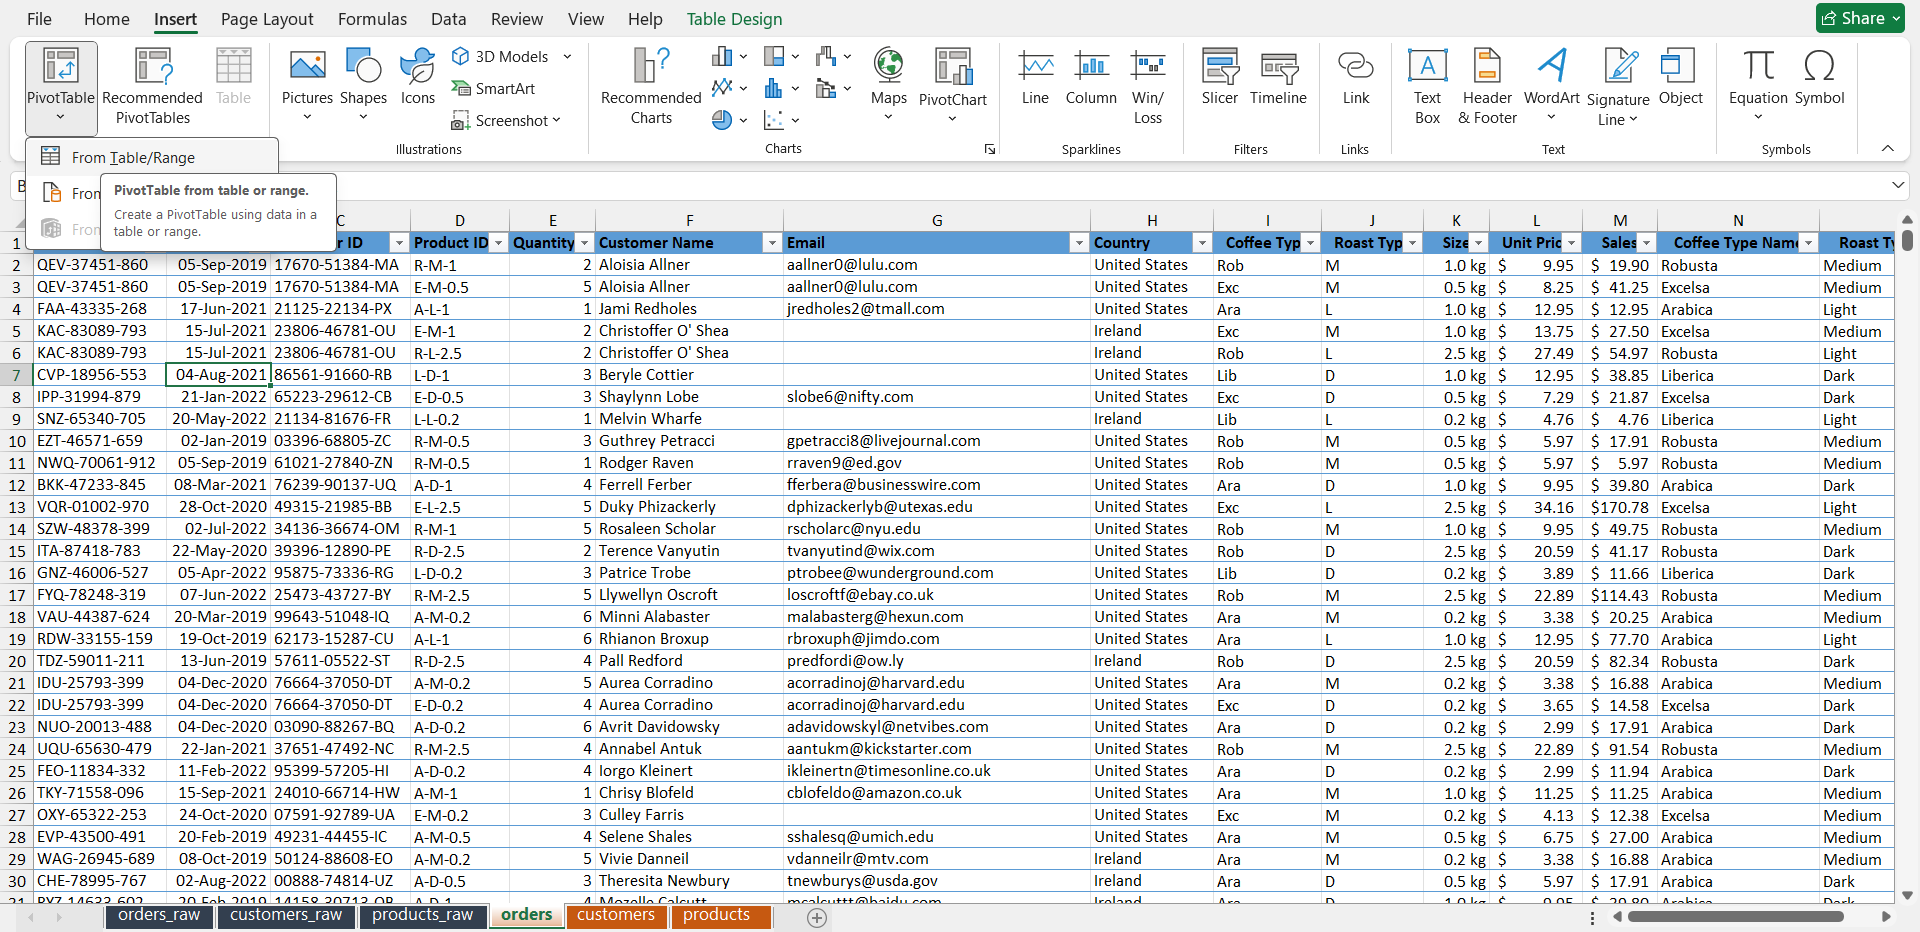 File Home Insert Page Layout Formulas Data Review View Help Table Design Share
PivotTable Recommended PivotTables Table
Pictures Shapes Icons 3D Models SmartArt Screenshot
Illustrations
Recommended Charts Maps PivotChart
Charts
Line Column Win/ Loss
Sparklines
Slicer Timeline
Filters
Link
Links
Text Box Header & Footer WordArt Signature Line Object
Text
Equation Symbol
Symbols
From Table/Range
From
From
PivotTable from table or range.
Create a PivotTable using data in a
table or range.
B
C D E F G H I J K L M N
1 r ID Product ID Quantity Customer Name Email Country Coffee Typ Roast Typ Size Unit Pric Sales Coffee Type Name Roast Ty
2 QEV-37451-860 05-Sep-2019 17670-51384-MA R-M-1 2 Aloisia Allner aallner0@lulu.com United States Rob M 1.0 kg $ 9.95 $ 19.90 Robusta Medium
3 QEV-37451-860 05-Sep-2019 17670-51384-MA E-M-0.5 5 Aloisia Allner aallner0@lulu.com United States Exc M 0.5 kg $ 8.25 $ 41.25 Excelsa Medium
4 FAA-43335-268 17-Jun-2021 21125-22134-PX A-L-1 1 Jami Redholes jredholes2@tmall.com United States Ara L 1.0 kg $ 12.95 $ 12.95 Arabica Light
5 KAC-83089-793 15-Jul-2021 23806-46781-OU E-M-1 2 Christoffer O' Shea Ireland Exc M 1.0 kg $ 13.75 $ 27.50 Excelsa Medium
6 KAC-83089-793 15-Jul-2021 23806-46781-OU R-L-2.5 2 Christoffer O' Shea Ireland Rob L 2.5 kg $ 27.49 $ 54.97 Robusta Light
7 CVP-18956-553 04-Aug-2021 86561-91660-RB L-D-1 3 Beryle Cottier United States Lib D 1.0 kg $ 12.95 $ 38.85 Liberica Dark
8 IPP-31994-879 21-Jan-2022 65223-29612-CB E-D-0.5 3 Shaylynn Lobe slobe6@nifty.com United States Exc D 0.5 kg $ 7.29 $ 21.87 Excelsa Dark
9 SNZ-65340-705 20-May-2022 21134-81676-FR L-L-0.2 1 Melvin Wharfe Ireland Lib L 0.2 kg $ 4.76 $ 4.76 Liberica Light
10 EZT-46571-659 02-Jan-2019 03396-68805-ZC R-M-0.5 3 Guthrey Petracci gpetracci8@livejournal.com United States Rob M 0.5 kg $ 5.97 $ 17.91 Robusta Medium
11 NWQ-70061-912 05-Sep-2019 61021-27840-ZN R-M-0.5 1 Rodger Raven rraven9@ed.gov United States Rob M 0.5 kg $ 5.97 $ 5.97 Robusta Medium
12 BKK-47233-845 08-Mar-2021 76239-90137-UQ A-D-1 4 Ferrell Ferber fferbera@businesswire.com United States Ara D 1.0 kg $ 9.95 $ 39.80 Arabica Dark
13 VQR-01002-970 28-Oct-2020 49315-21985-BB E-L-2.5 5 Duky Phizackerly dphizackerlyb@utexas.edu United States Exc L 2.5 kg $ 34.16 $170.78 Excelsa Light
14 SZW-48378-399 02-Jul-2022 34136-36674-OM R-M-1 5 Rosaleen Scholar rscholarc@nyu.edu United States Rob M 1.0 kg $ 9.95 $ 49.75 Robusta Medium
15 ITA-87418-783 22-May-2020 39396-12890-PE R-D-2.5 2 Terence Vanyutin tvanyutind@wix.com United States Rob D 2.5 kg $ 20.59 $ 41.17 Robusta Dark
16 GNZ-46006-527 05-Apr-2022 95875-73336-RG L-D-0.2 3 Patrice Trobe ptrobee@wunderground.com United States Lib D 0.2 kg $ 3.89 $ 11.66 Liberica Dark
17 FYQ-78248-319 07-Jun-2022 25473-43727-BY R-M-2.5 5 Llywellyn Oscroft loscroftf@ebay.co.uk United States Rob M 2.5 kg $ 22.89 $114.43 Robusta Medium
18 VAU-44387-624 20-Mar-2019 99643-51048-IQ A-M-0.2 6 Minni Alabaster malabasterg@hexun.com United States Ara M 0.2 kg $ 3.38 $ 20.25 Arabica Medium
19 RDW-33155-159 19-Oct-2019 62173-15287-CU A-L-1 6 Rhianon Broxup rbroxuph@jimdo.com United States Ara L 1.0 kg $ 12.95 $ 77.70 Arabica Light
20 TDZ-59011-211 13-Jun-2019 57611-05522-ST R-D-2.5 4 Pall Redford predfordi@ow.ly Ireland Rob D 2.5 kg $ 20.59 $ 82.34 Robusta Dark
21 IDU-25793-399 04-Dec-2020 76664-37050-DT A-M-0.2 5 Aurea Corradino acorradinoj@harvard.edu United States Ara M 0.2 kg $ 3.38 $ 16.88 Arabica Medium
22 IDU-25793-399 04-Dec-2020 76664-37050-DT E-D-0.2 4 Aurea Corradino acorradinoj@harvard.edu United States Exc D 0.2 kg $ 3.65 $ 14.58 Excelsa Dark
23 NUO-20013-488 04-Dec-2020 03090-88267-BQ A-D-0.2 6 Avrit Davidowsky adavidowskyl@netvibes.com United States Ara D 0.2 kg $ 2.99 $ 17.91 Arabica Dark
24 UQU-65630-479 22-Jan-2021 37651-47492-NC R-M-2.5 4 Annabel Antuk aantukm@kickstarter.com United States Rob M 2.5 kg $ 22.89 $ 91.54 Robusta Medium
25 FEO-11834-332 11-Feb-2022 95399-57205-HI A-D-0.2 4 Iorgo Kleinert ikleinertn@timesonline.co.uk United States Ara D 0.2 kg $ 2.99 $ 11.94 Arabica Dark
26 TKY-71558-096 15-Sep-2021 24010-66714-HW A-M-1 1 Chrisy Blofeld cblofeldo@amazon.co.uk United States Ara M 1.0 kg $ 11.25 $ 11.25 Arabica Medium
27 OXY-65322-253 24-Oct-2020 07591-92789-UA E-M-0.2 3 Culley Farris United States Exc M 0.2 kg $ 4.13 $ 12.38 Excelsa Medium
28 EVP-43500-491 20-Feb-2019 49231-44455-IC A-M-0.5 4 Selene Shales sshalesq@umich.edu United States Ara M 0.5 kg $ 6.75 $ 27.00 Arabica Medium
29 WAG-26945-689 08-Oct-2019 50124-88608-EO A-M-0.2 5 Vivie Danneil vdanneilr@mtv.com Ireland Ara M 0.2 kg $ 3.38 $ 16.88 Arabica Medium
30 CHE-78995-767 02-Aug-2022 00888-74814-UZ A-D-0.5 3 Theresita Newbury tnewburys@usda.gov Ireland Ara D 0.5 kg $ 5.97 $ 17.91 Arabica Dark
orders_raw customers_raw products_raw orders customers products